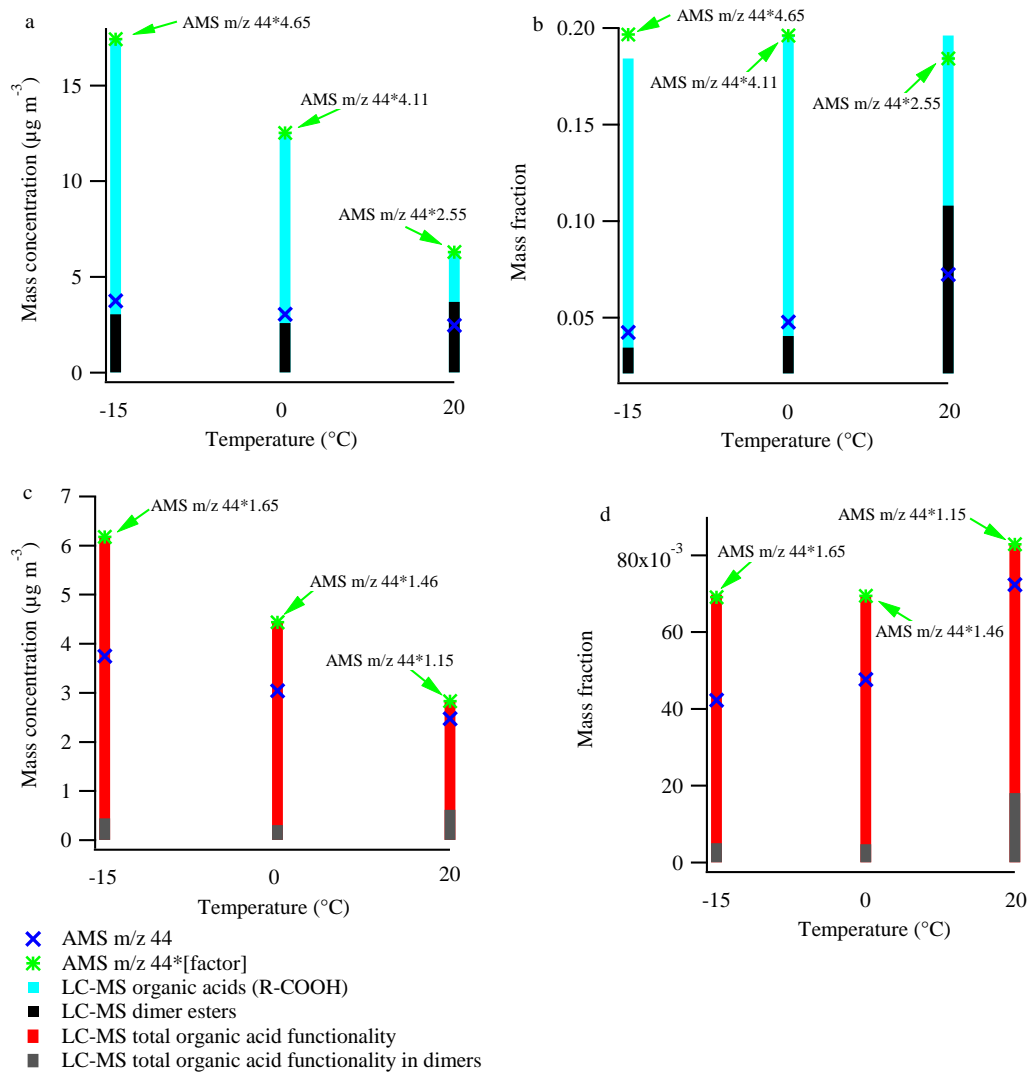 a
AMS m/z 44*4.65
AMS m/z 44*4.11
AMS m/z 44*2.55
15
10
5
0
Mass concentration (µg m⁻³)
-15
0
20
Temperature (°C)
b
AMS m/z 44*4.65
AMS m/z 44*4.11
AMS m/z 44*2.55
0.20
0.15
0.10
0.05
Mass fraction
-15
0
20
Temperature (°C)
c
AMS m/z 44*1.65
AMS m/z 44*1.46
AMS m/z 44*1.15
7
6
5
4
3
2
1
0
Mass concentration (µg m⁻³)
-15
0
20
Temperature (°C)
d
AMS m/z 44*1.15
AMS m/z 44*1.65
AMS m/z 44*1.46
80x10⁻³
60
40
20
0
Mass fraction
-15
0
20
Temperature (°C)
AMS m/z 44
AMS m/z 44*[factor]
LC-MS organic acids (R-COOH)
LC-MS dimer esters
LC-MS total organic acid functionality
LC-MS total organic acid functionality in dimers